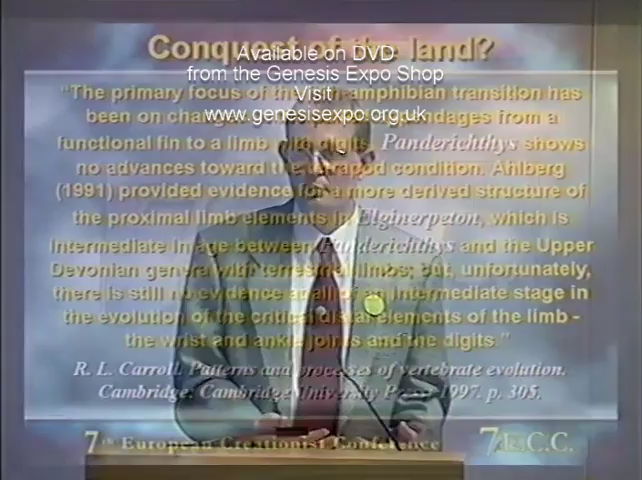 Conquest of the land?
Available on DVD
from the Genesis Expo Shop
Visit
www.genesisexpo.org.uk
"The primary focus of the amphibian transition has
been on changes appendages from a
functional fin to a limb with digits. Panderichthys shows
no advances toward the tetrapod condition. Ahlberg
(1991) provided evidence for a more derived structure of
the proximal limb elements in Elginerpeton, which is
intermediate in age between Panderichthys and the Upper
Devonian genera with terrestrial limbs; but, unfortunately,
there is still no evidence at all of an intermediate stage in
the evolution of the critical distal elements of the limb -
the wrist and ankle joints and the digits."
R. L. Carroll. Patterns and processes of vertebrate evolution.
Cambridge: Cambridge University Press 1997. p. 305.
7th European Creationist Conference
7th E.C.C.